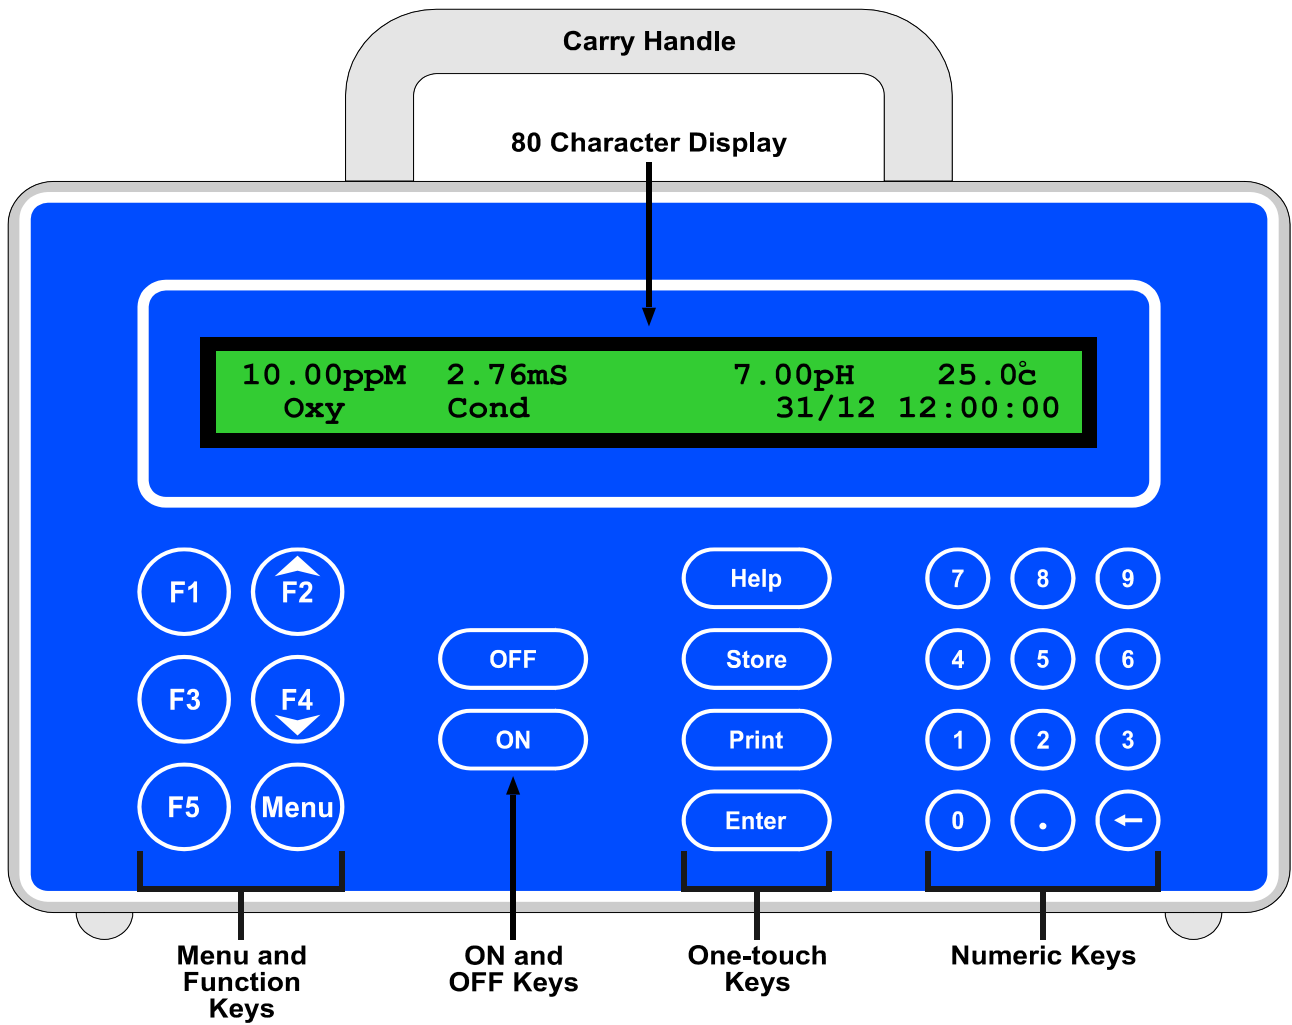 Carry Handle
80 Character Display
10.00ppM 2.76mS 7.00pH 25.0°c
Oxy Cond 31/12 12:00:00
F1 F2 Help 7 8 9
OFF Store 4 5 6
F3 F4
ON Print 1 2 3
F5 Menu Enter 0 . ←
Menu and
Function
Keys
ON and
OFF Keys
One-touch
Keys
Numeric Keys